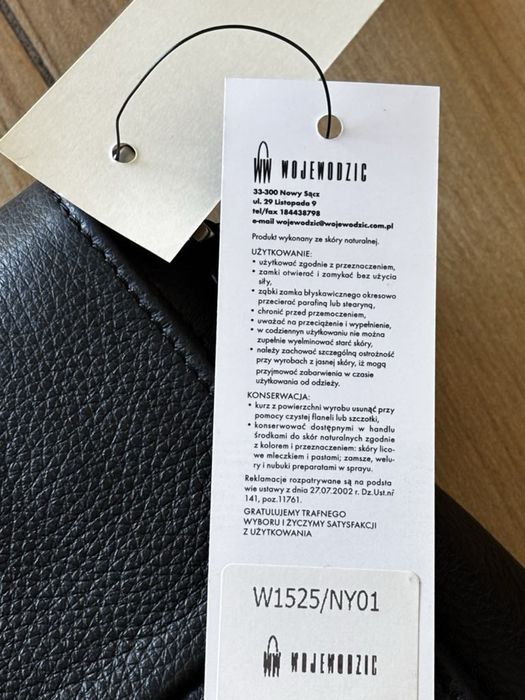 WW WOJEWODZIC
33-300 Nowy Sącz
ul. 29 Listopada 9
tel/fax 184438798
e-mail wojewodzic@wojewodzic.com.pl
Produkt wykonany ze skóry naturalnej.
UŻYTKOWANIE:
• użytkować zgodnie z przeznaczeniem,
• zamki otwierać i zamykać bez użycia
siły,
• ząbki zamka błyskawicznego okresowo
przecierać parafiną lub stearyną,
• chronić przed przemoczeniem,
• uważać na przeciążenie i wypełnienie,
• w codziennym użytkowaniu nie można
zupełnie wyelminować starć skóry,
• należy zachować szczególną ostrożność
przy wyrobach z jasnej skóry, iż mogą
przyjmować zabarwienia w czasie
użytkowania od odzieży.
KONSERWACJA:
• kurz z powierzchni wyrobu usunąć przy
pomocy czystej flaneli lub szczotki,
• konserwować dostępnymi w handlu
środkami do skór naturalnych zgodnie
z kolorem i przeznaczeniem: skóry lico-
we mleczkiem i pastami; zamsze, welu-
ry i nubuki preparatami w sprayu.
Reklamacje rozpatrywane są na podsta
wie ustawy z dnia 27.07.2002 r. Dz.Ust.nr
141, poz.11761.
GRATULUJEMY TRAFNEGO
WYBORU I ŻYCZYMY SATYSFAKCJI
Z UŻYTKOWANIA
W1525/NY01
WW WOJEWODZIC